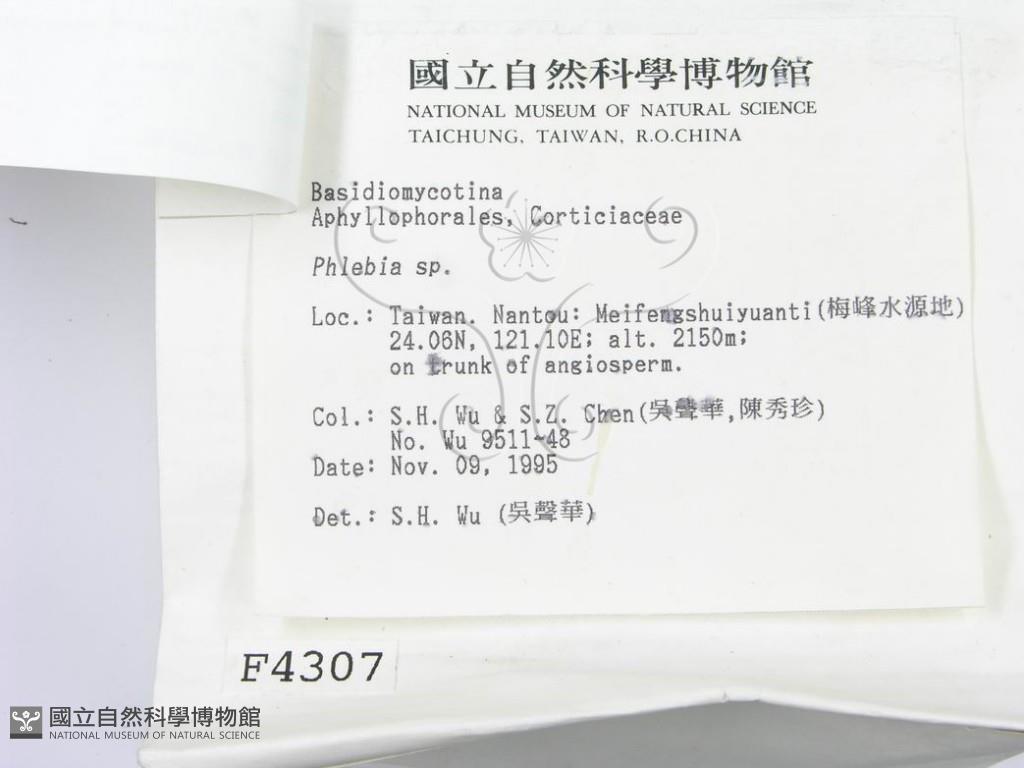 國立自然科學博物館
NATIONAL MUSEUM OF NATURAL SCIENCE
TAICHUNG, TAIWAN, R.O.CHINA
Basidiomycotina
Aphyllophorales, Corticiaceae
Phlebia sp.
Loc.: Taiwan. Nantou: Meifengshuiyuanti(梅峰水源地)
24.06N, 121.10E; alt. 2150m;
on trunk of angiosperm.
Col.: S.H. Wu & S.Z. Chen(吳聲華,陳秀珍)
No. Wu 9511-48
Date: Nov. 09, 1995
Det.: S.H. Wu (吳聲華)
F4307
國立自然科學博物館
NATIONAL MUSEUM OF NATURAL SCIENCE